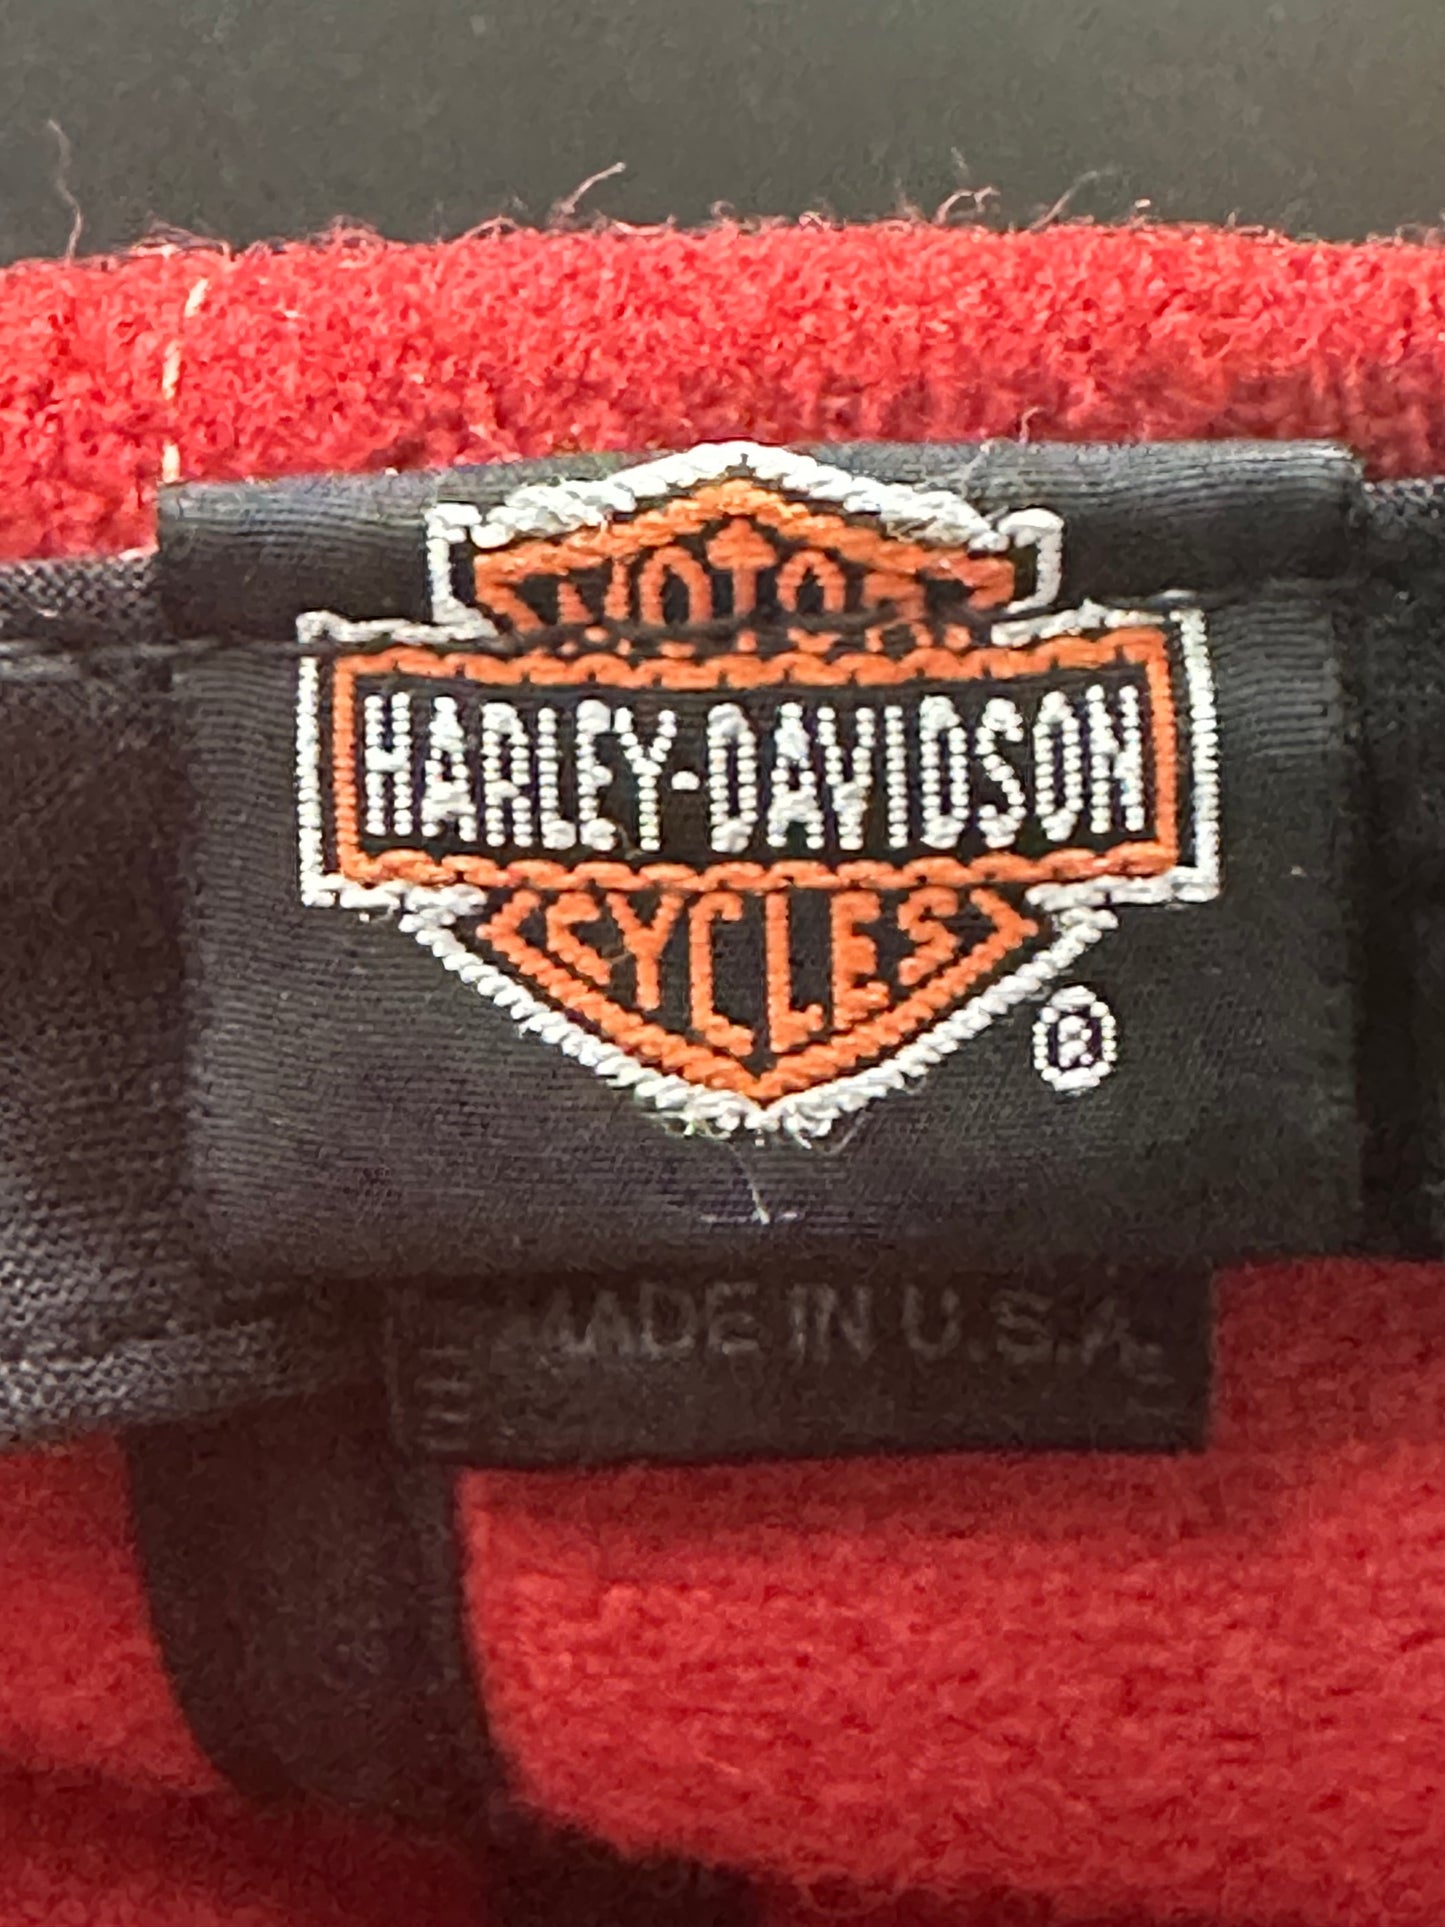 MOTOR
HARLEY-DAVIDSON
CYCLES
®
MADE IN U.S.A.